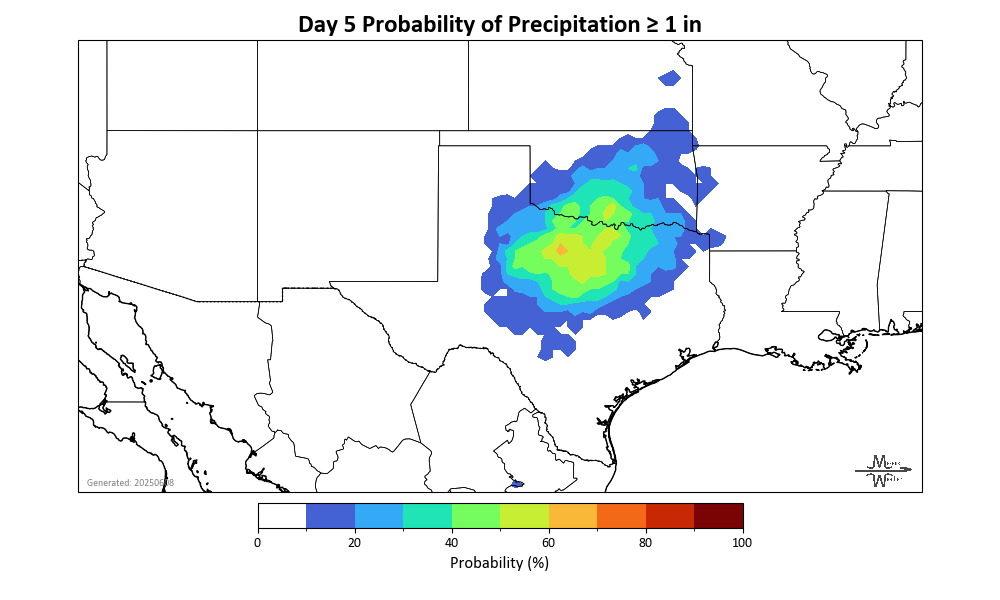 Day 5 Probability of Precipitation ≥ 1 in
Generated: 20250608
0 20 40 60 80 100
Probability (%)